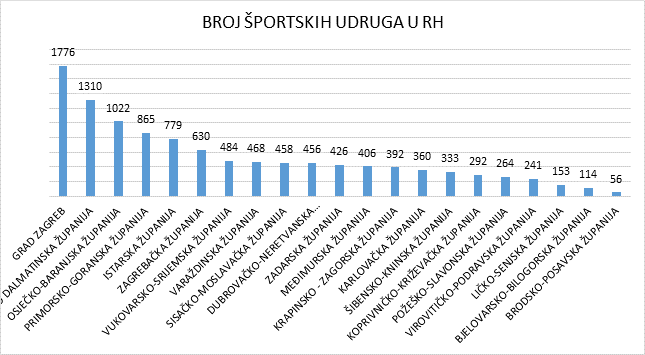 BROJ ŠPORTSKIH UDRUGA U RH
1776
1310
1022
865
779
630
484
468
458
456
426
406
392
360
333
292
264
241
153
114
56
GRAD ZAGREB
DALMATINSKA ŽUPANIJA
OSJEČKO-BARANJSKA ŽUPANIJA
PRIMORSKO-GORANSKA ŽUPANIJA
ISTARSKA ŽUPANIJA
ZAGREBAČKA ŽUPANIJA
VUKOVARSKO-SRIJEMSKA ŽUPANIJA
VARAŽDINSKA ŽUPANIJA
SISAČKO-MOSLAVAČKA ŽUPANIJA
DUBROVAČKO-NERETVANSKA...
ZADARSKA ŽUPANIJA
MEĐIMURSKA ŽUPANIJA
KRAPINSKO - ZAGORSKA ŽUPANIJA
KARLOVAČKA ŽUPANIJA
ŠIBENSKO-KNINSKA ŽUPANIJA
KOPRIVNIČKO-KRIŽEVAČKA ŽUPANIJA
POŽEŠKO-SLAVONSKA ŽUPANIJA
VIROVITIČKO-PODRAVSKA ŽUPANIJA
LIČKO-SENJSKA ŽUPANIJA
BJELOVARSKO-BILOGORSKA ŽUPANIJA
BRODSKO-POSAVSKA ŽUPANIJA